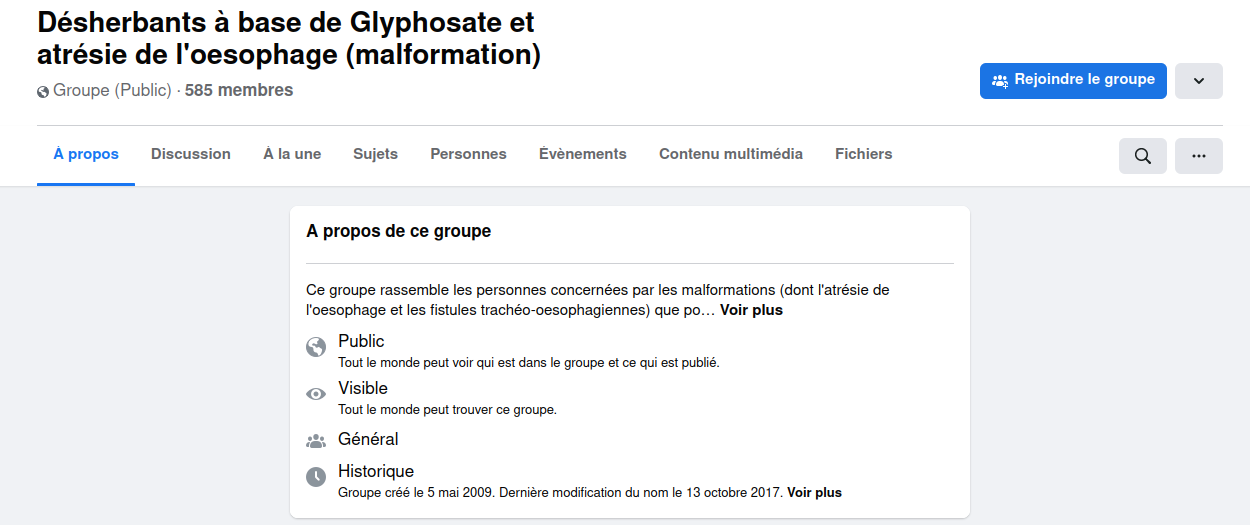 Désherbants à base de Glyphosate et
atrésie de l'oesophage (malformation)
Groupe (Public) · 585 membres
Rejoindre le groupe
À propos
Discussion
À la une
Sujets
Personnes
Évènements
Contenu multimédia
Fichiers
A propos de ce groupe
Ce groupe rassemble les personnes concernées par les malformations (dont l'atrésie de
l'oesophage et les fistules trachéo-oesophagiennes) que po… Voir plus
Public
Tout le monde peut voir qui est dans le groupe et ce qui est publié.
Visible
Tout le monde peut trouver ce groupe.
Général
Historique
Groupe créé le 5 mai 2009. Dernière modification du nom le 13 octobre 2017. Voir plus